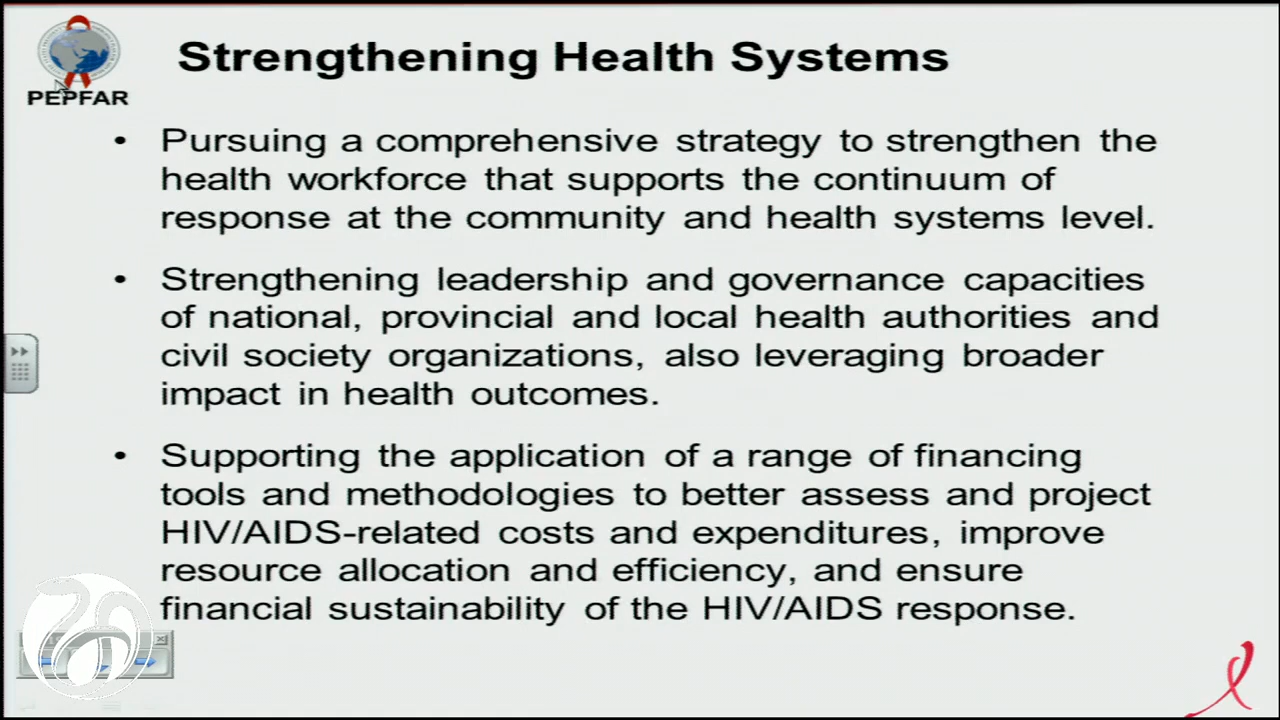 Strengthening Health Systems
PEPFAR
• Pursuing a comprehensive strategy to strengthen the
health workforce that supports the continuum of
response at the community and health systems level.
• Strengthening leadership and governance capacities
of national, provincial and local health authorities and
civil society organizations, also leveraging broader
impact in health outcomes.
• Supporting the application of a range of financing
tools and methodologies to better assess and project
HIV/AIDS-related costs and expenditures, improve
resource allocation and efficiency, and ensure
financial sustainability of the HIV/AIDS response.